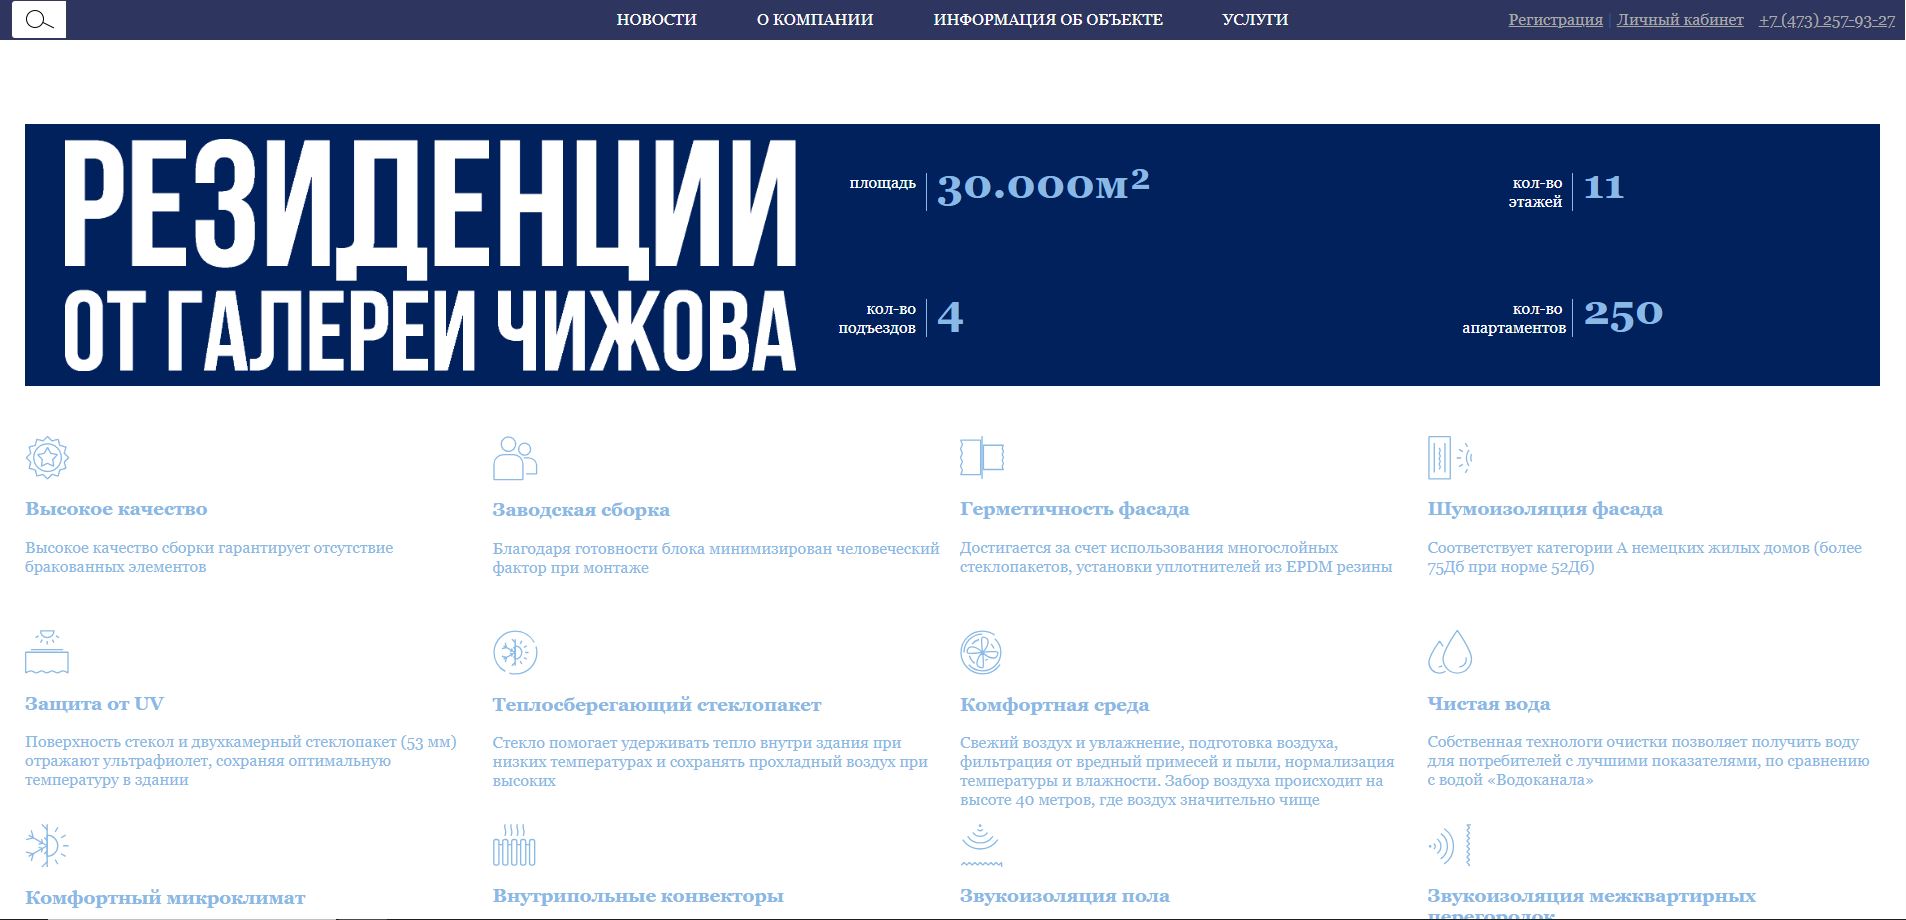 НОВОСТИ О КОМПАНИИ ИНФОРМАЦИЯ ОБ ОБЪЕКТЕ УСЛУГИ Регистрация | Личный кабинет +7 (473) 257-93-27
РЕЗИДЕНЦИИ
ОТ ГАЛЕРЕИ ЧИЖОВА
площадь 30.000м²
кол-во
этажей 11
кол-во
подъездов 4
кол-во
апартаментов 250
Высокое качество
Высокое качество сборки гарантирует отсутствие
бракованных элементов
Заводская сборка
Благодаря готовности блока минимизирован человеческий
фактор при монтаже
Герметичность фасада
Достигается за счет использования многослойных
стеклопакетов, установки уплотнителей из EPDM резины
Шумоизоляция фасада
Соответствует категории А немецких жилых домов (более
75Дб при норме 52Дб)
Защита от UV
Поверхность стекол и двухкамерный стеклопакет (53 мм)
отражают ультрафиолет, сохраняя оптимальную
температуру в здании
Теплосберегающий стеклопакет
Стекло помогает удерживать тепло внутри здания при
низких температурах и сохранять прохладный воздух при
высоких
Комфортная среда
Свежий воздух и увлажнение, подготовка воздуха,
фильтрация от вредный примесей и пыли, нормализация
температуры и влажности. Забор воздуха происходит на
высоте 40 метров, где воздух значительно чище
Чистая вода
Собственная технологи очистки позволяет получить воду
для потребителей с лучшими показателями, по сравнению
с водой «Водоканала»
Комфортный микроклимат
Внутрипольные конвекторы
Звукоизоляция пола
Звукоизоляция межквартирных
перегородок